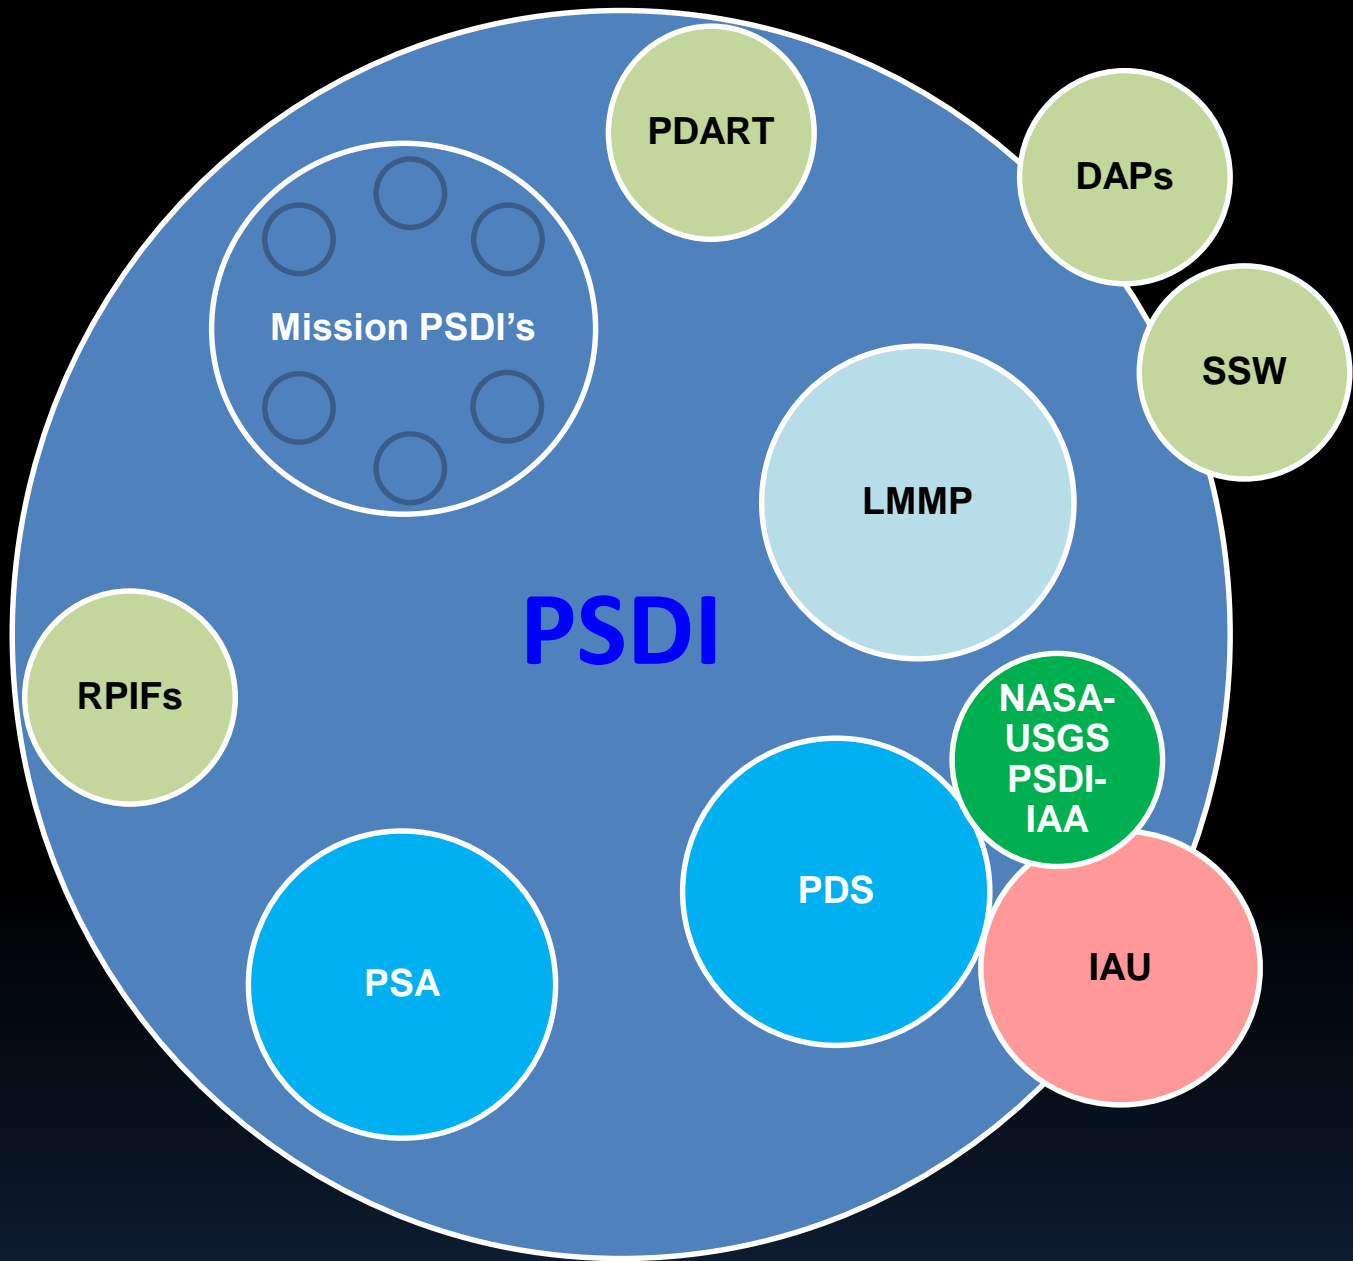 PDART
DAPs
Mission PSDI’s
SSW
LMMP
PSDI
RPIFs
NASA-
USGS
PSDI-
IAA
PDS
IAU
PSA